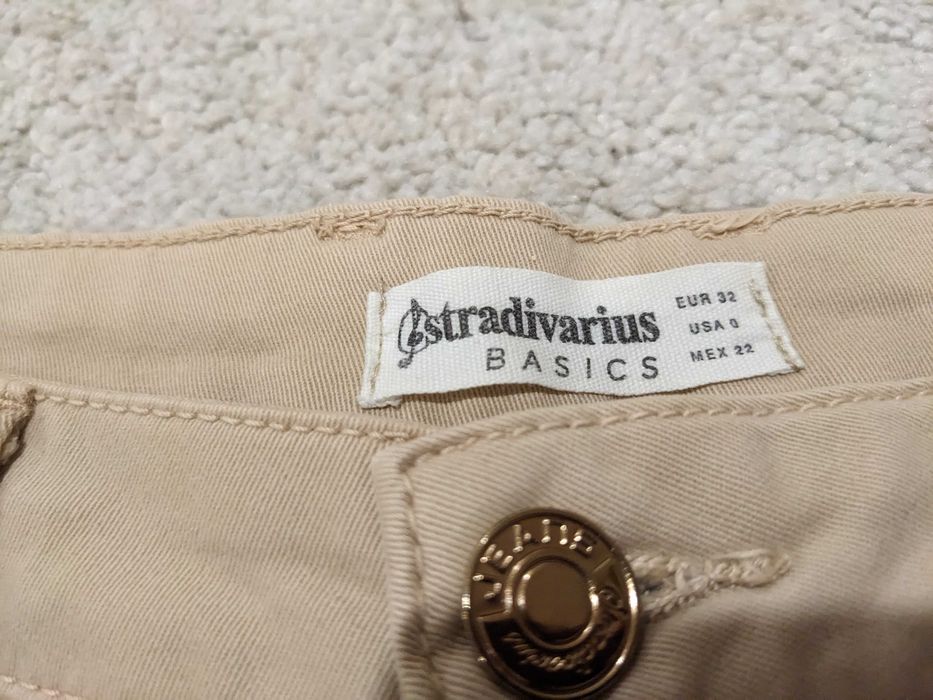 stradivarius
BASICS
EUR 32
USA 0
MEX 22